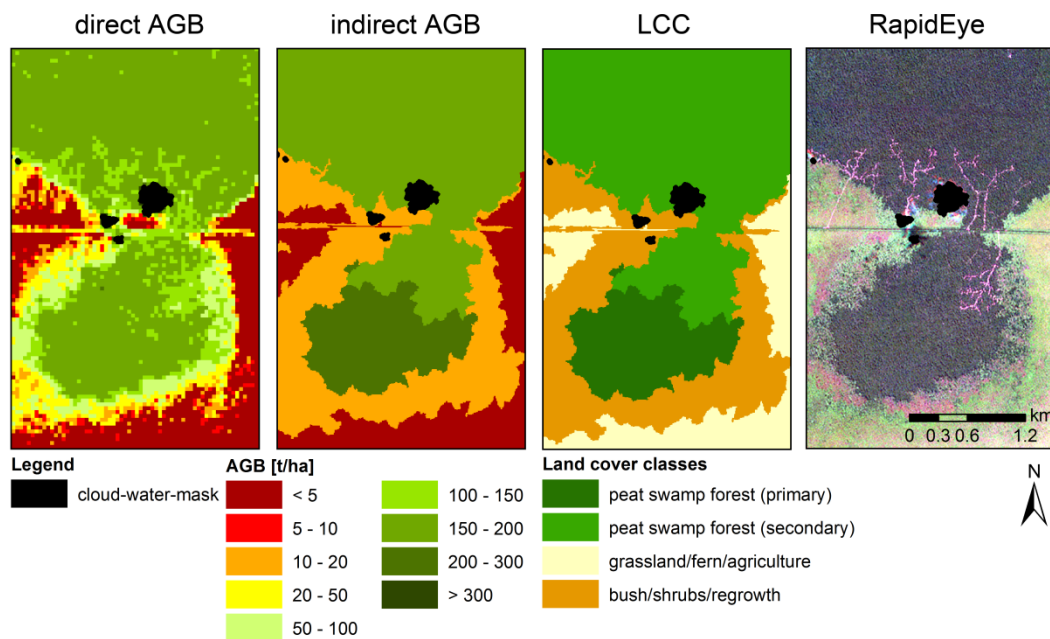 direct AGB
indirect AGB
LCC
RapidEye
km
0 0.3 0.6 1.2
Legend
cloud-water-mask
AGB [t/ha]
< 5
5 - 10
10 - 20
20 - 50
50 - 100
100 - 150
150 - 200
200 - 300
> 300
Land cover classes
peat swamp forest (primary)
peat swamp forest (secondary)
grassland/fern/agriculture
bush/shrubs/regrowth
N